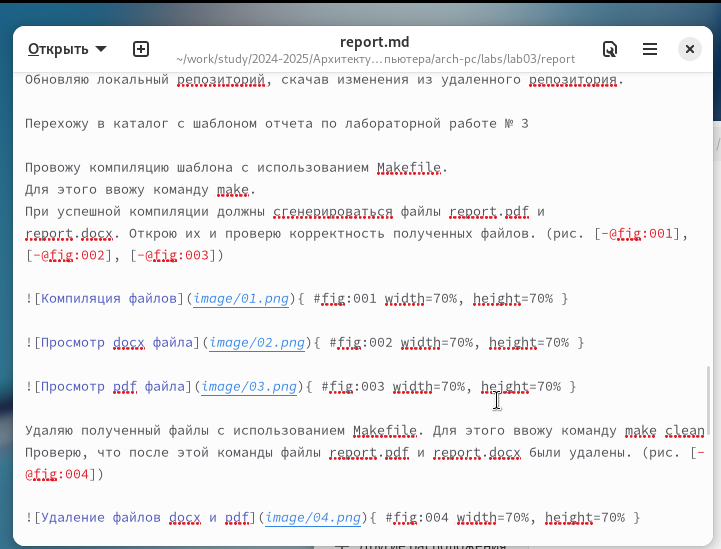 Открыть
report.md
~/work/study/2024-2025/Архитекту…пьютера/arch-pc/labs/lab03/report
Обновляю локальный репозиторий, скачав изменения из удаленного репозитория.
Перехожу в каталог с шаблоном отчета по лабораторной работе № 3
Провожу компиляцию шаблона с использованием Makefile.
Для этого ввожу команду make.
При успешной компиляции должны сгенерироваться файлы report.pdf и
report.docx. Открою их и проверю корректность полученных файлов. (рис. [-@fig:001],
[-@fig:002], [-@fig:003])
![Компиляция файлов](image/01.png){ #fig:001 width=70%, height=70% }
![Просмотр docx файла](image/02.png){ #fig:002 width=70%, height=70% }
![Просмотр pdf файла](image/03.png){ #fig:003 width=70%, height=70% }
Удаляю полученный файлы с использованием Makefile. Для этого ввожу команду make clean
Проверю, что после этой команды файлы report.pdf и report.docx были удалены. (рис. [-
@fig:004])
![Удаление файлов docx и pdf](image/04.png){ #fig:004 width=70%, height=70% }